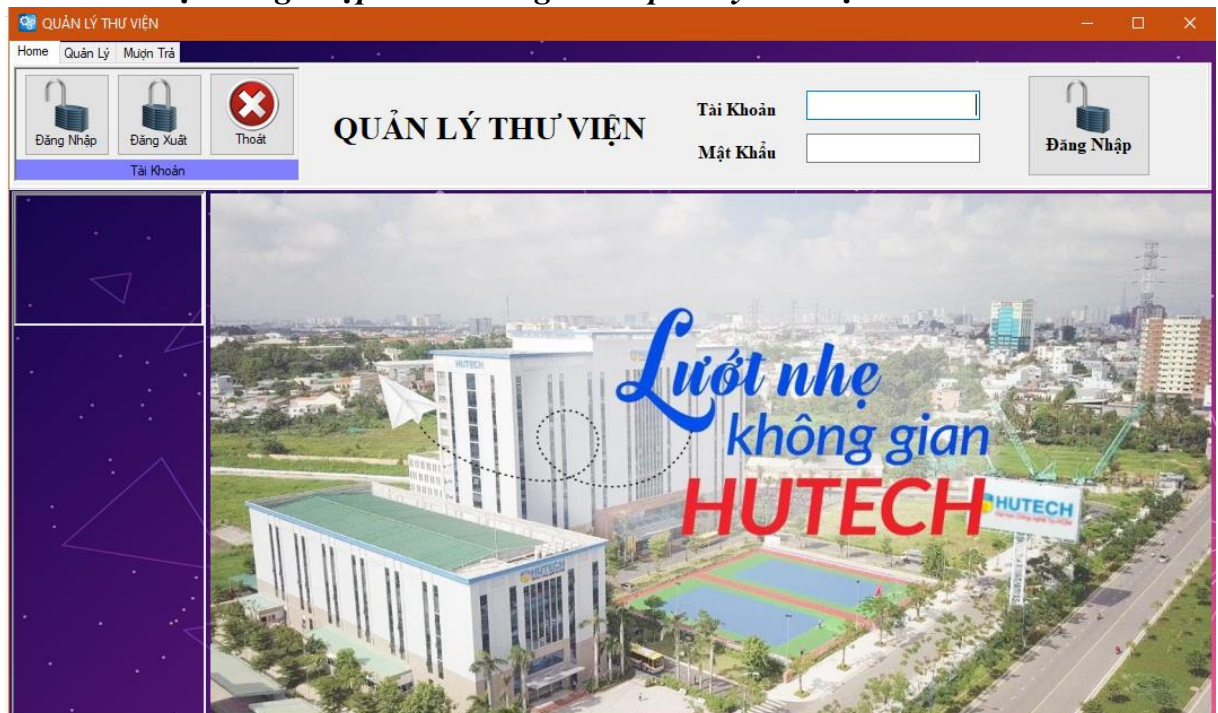 QUẢN LÝ THƯ VIỆN
Home Quản Lý Mượn Trả
Đăng Nhập Đăng Xuất Thoát
Tài Khoản
QUẢN LÝ THƯ VIỆN
Tài Khoản
Mật Khẩu
Đăng Nhập
HUTECH
Lướt nhẹ
không gian
HUTECH
HUTECH
HUTECH